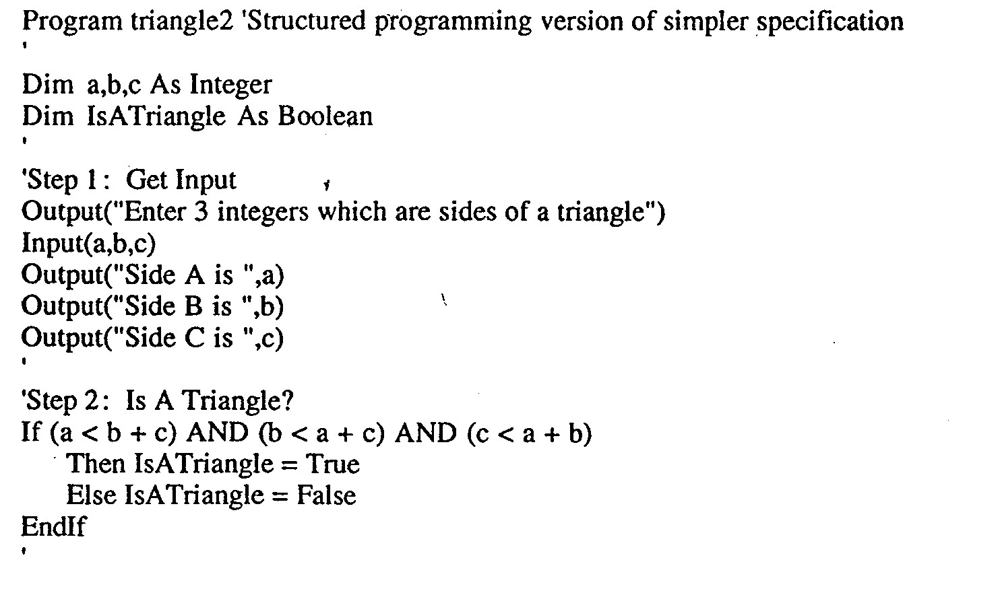 Program triangle2 'Structured programming version of simpler specification
'
Dim a,b,c As Integer
Dim IsATriangle As Boolean
'
'Step 1: Get Input
Output("Enter 3 integers which are sides of a triangle")
Input(a,b,c)
Output("Side A is ",a)
Output("Side B is ",b)
Output("Side C is ",c)
'
'Step 2: Is A Triangle?
If (a < b + c) AND (b < a + c) AND (c < a + b)
Then IsATriangle = True
Else IsATriangle = False
EndIf
'